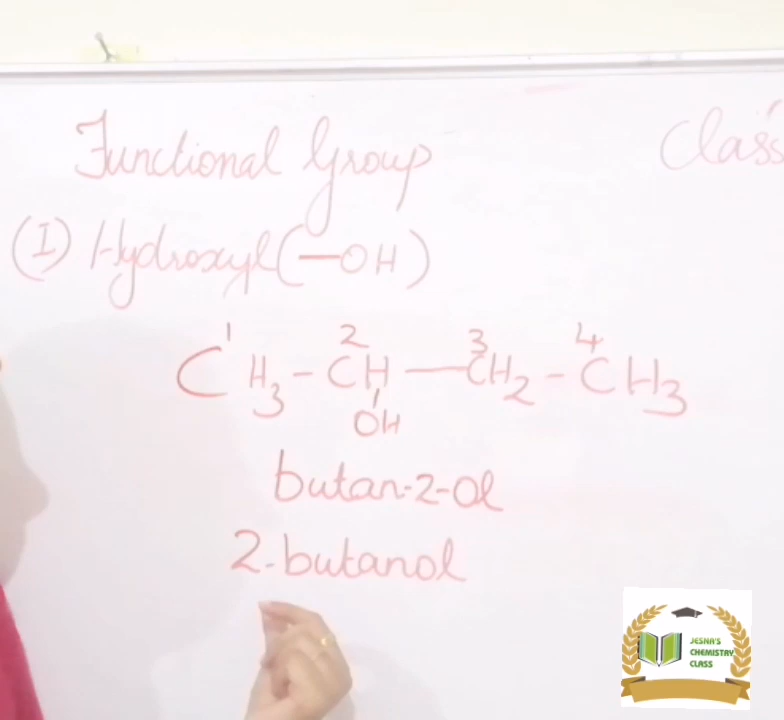 Functional Group
Class
(I) Hydroxyl (—OH)
1 2 3 4
CH3 - CH — CH2 - CH3
OH
butan-2-ol
2-butanol
JESNA'S
CHEMISTRY
CLASS